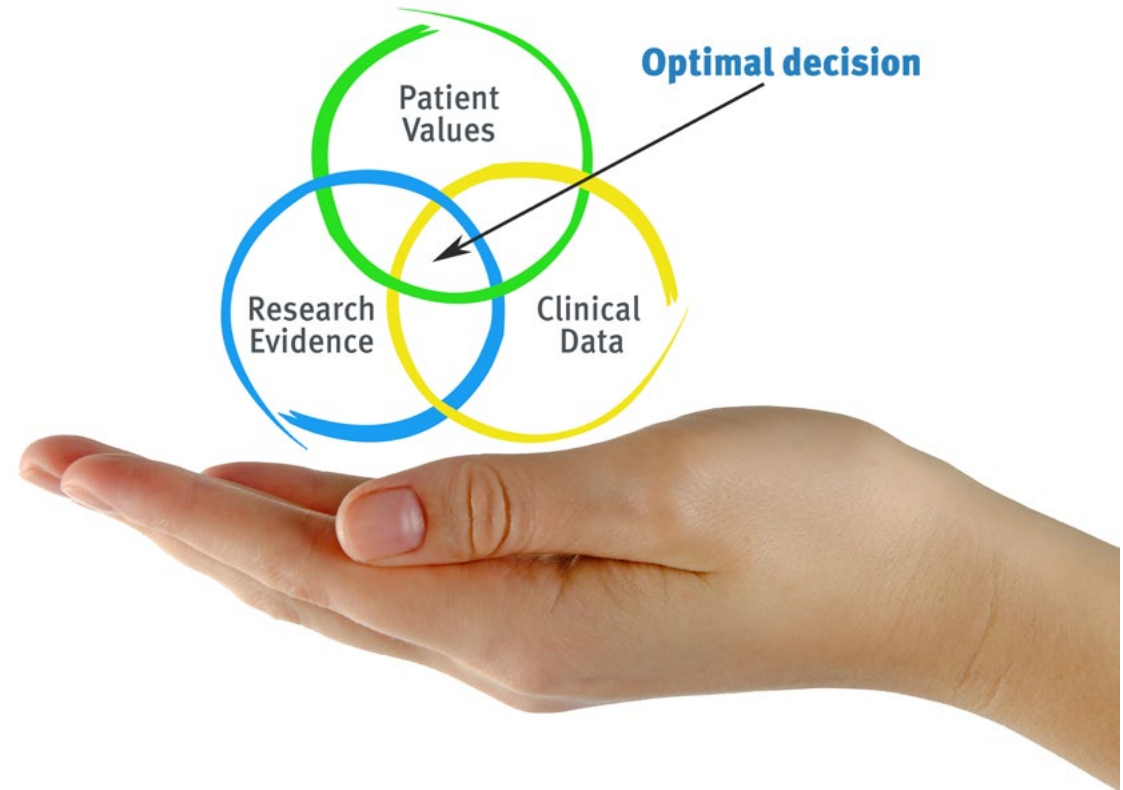 Optimal decision
Patient
Values
Research
Evidence
Clinical
Data